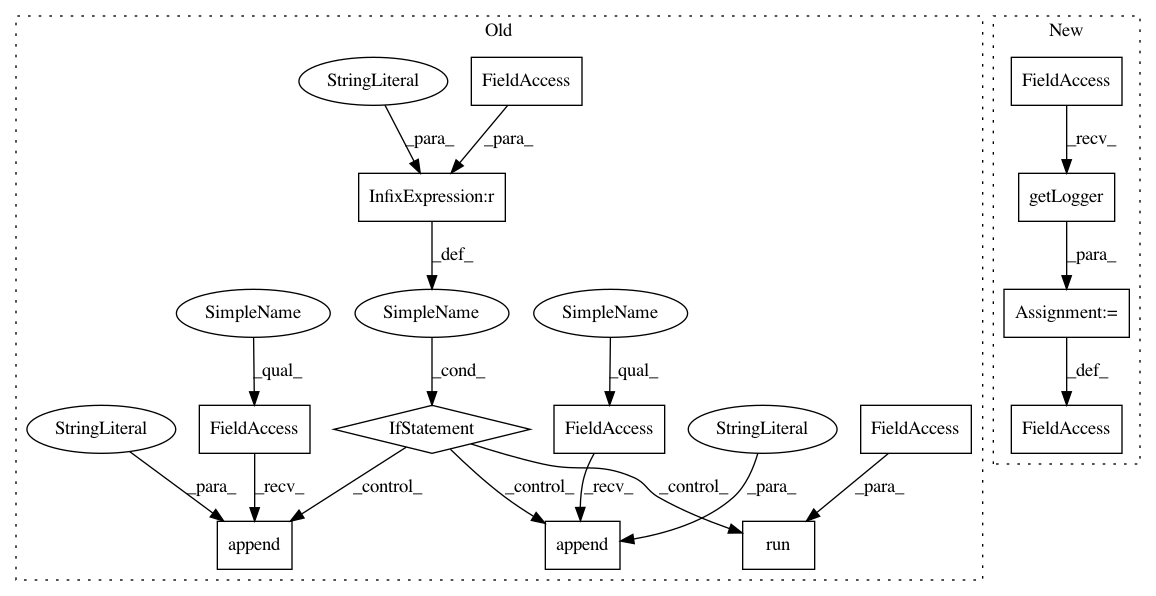 Old
New
StringLiteral
FieldAccess
FieldAccess
_para_
_para_
_recv_
InfixExpression:r
getLogger
_def_
_para_
SimpleName
SimpleName
SimpleName
Assignment:=
_qual_
_cond_
_qual_
_def_
StringLiteral
FieldAccess
IfStatement
FieldAccess
StringLiteral
FieldAccess
FieldAccess
_para_
_recv_
_control_
_control_
_recv_
_control_
_para_
_para_
append
append
run